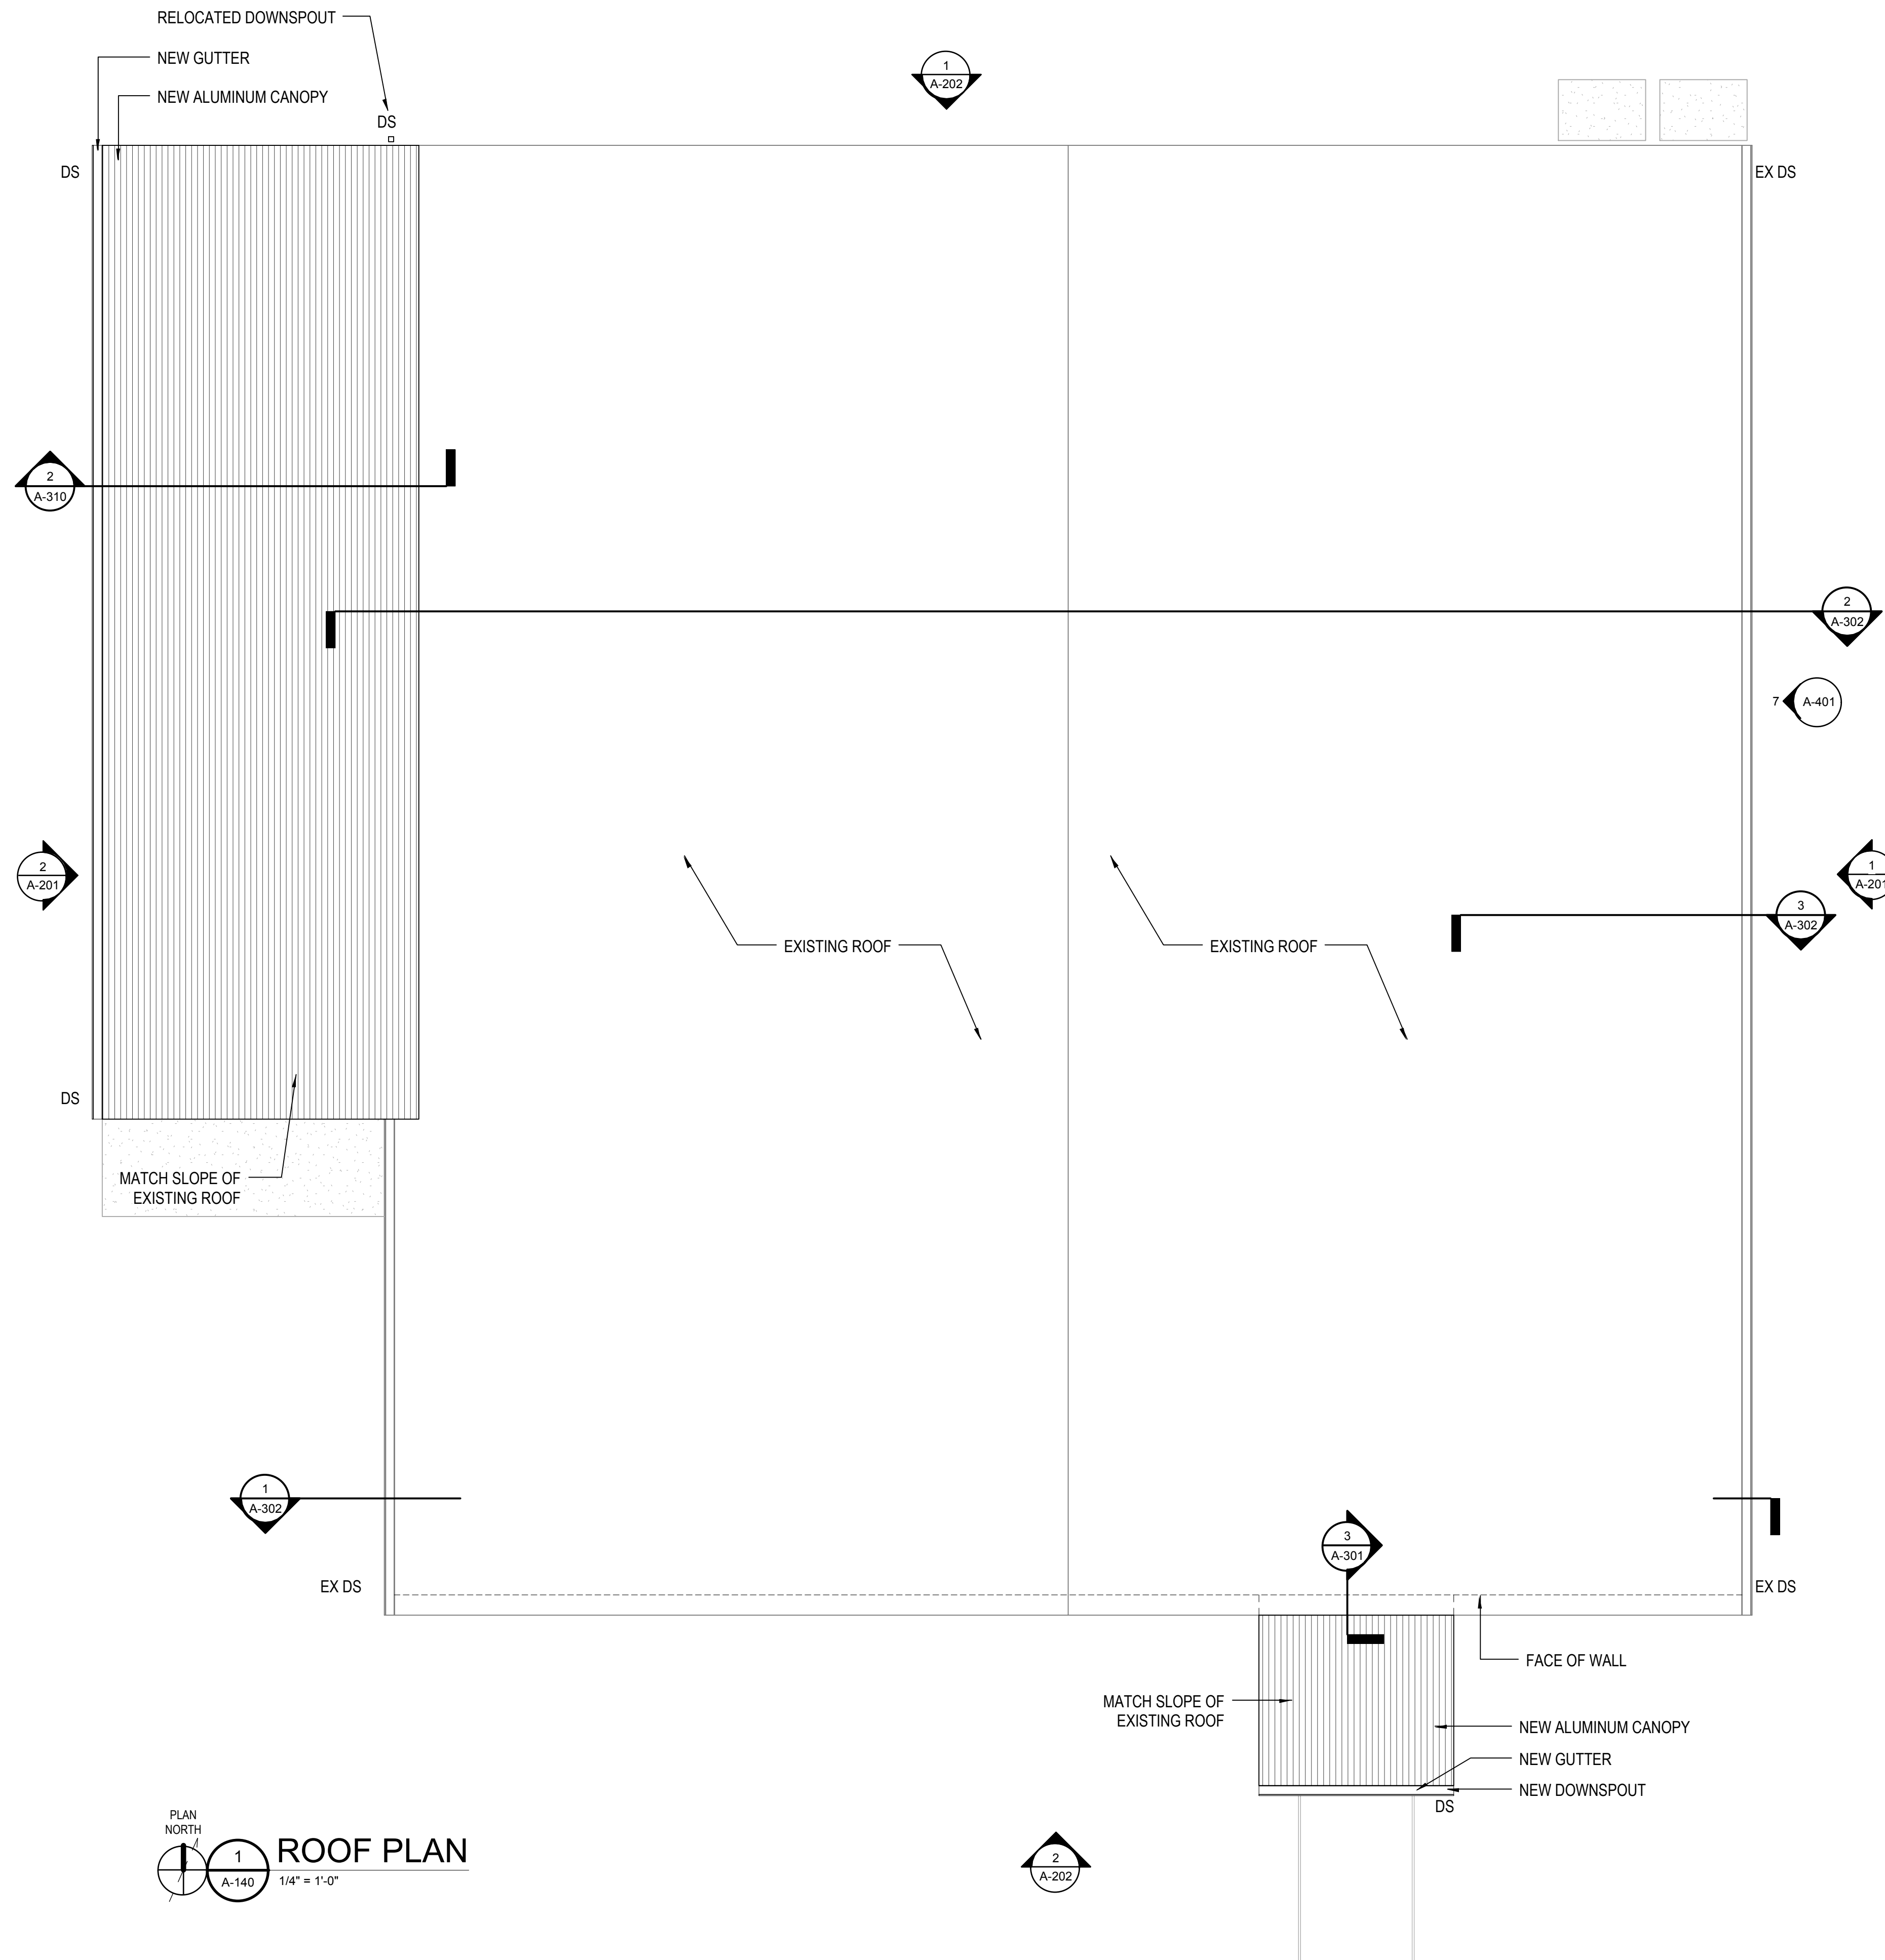 RELOCATED DOWNSPOUT
NEW GUTTER
NEW ALUMINUM CANOPY
1
A-202
DS
DS
EX DS
2
A-310
2
A-302
7
A-401
2
A-201
1
A-201
3
A-302
EXISTING ROOF
EXISTING ROOF
DS
MATCH SLOPE OF
EXISTING ROOF
1
A-302
3
A-301
EX DS
EX DS
FACE OF WALL
MATCH SLOPE OF
EXISTING ROOF
NEW ALUMINUM CANOPY
NEW GUTTER
NEW DOWNSPOUT
DS
PLAN
NORTH
N
1
A-140
ROOF PLAN
1/4" = 1'-0"
2
A-202